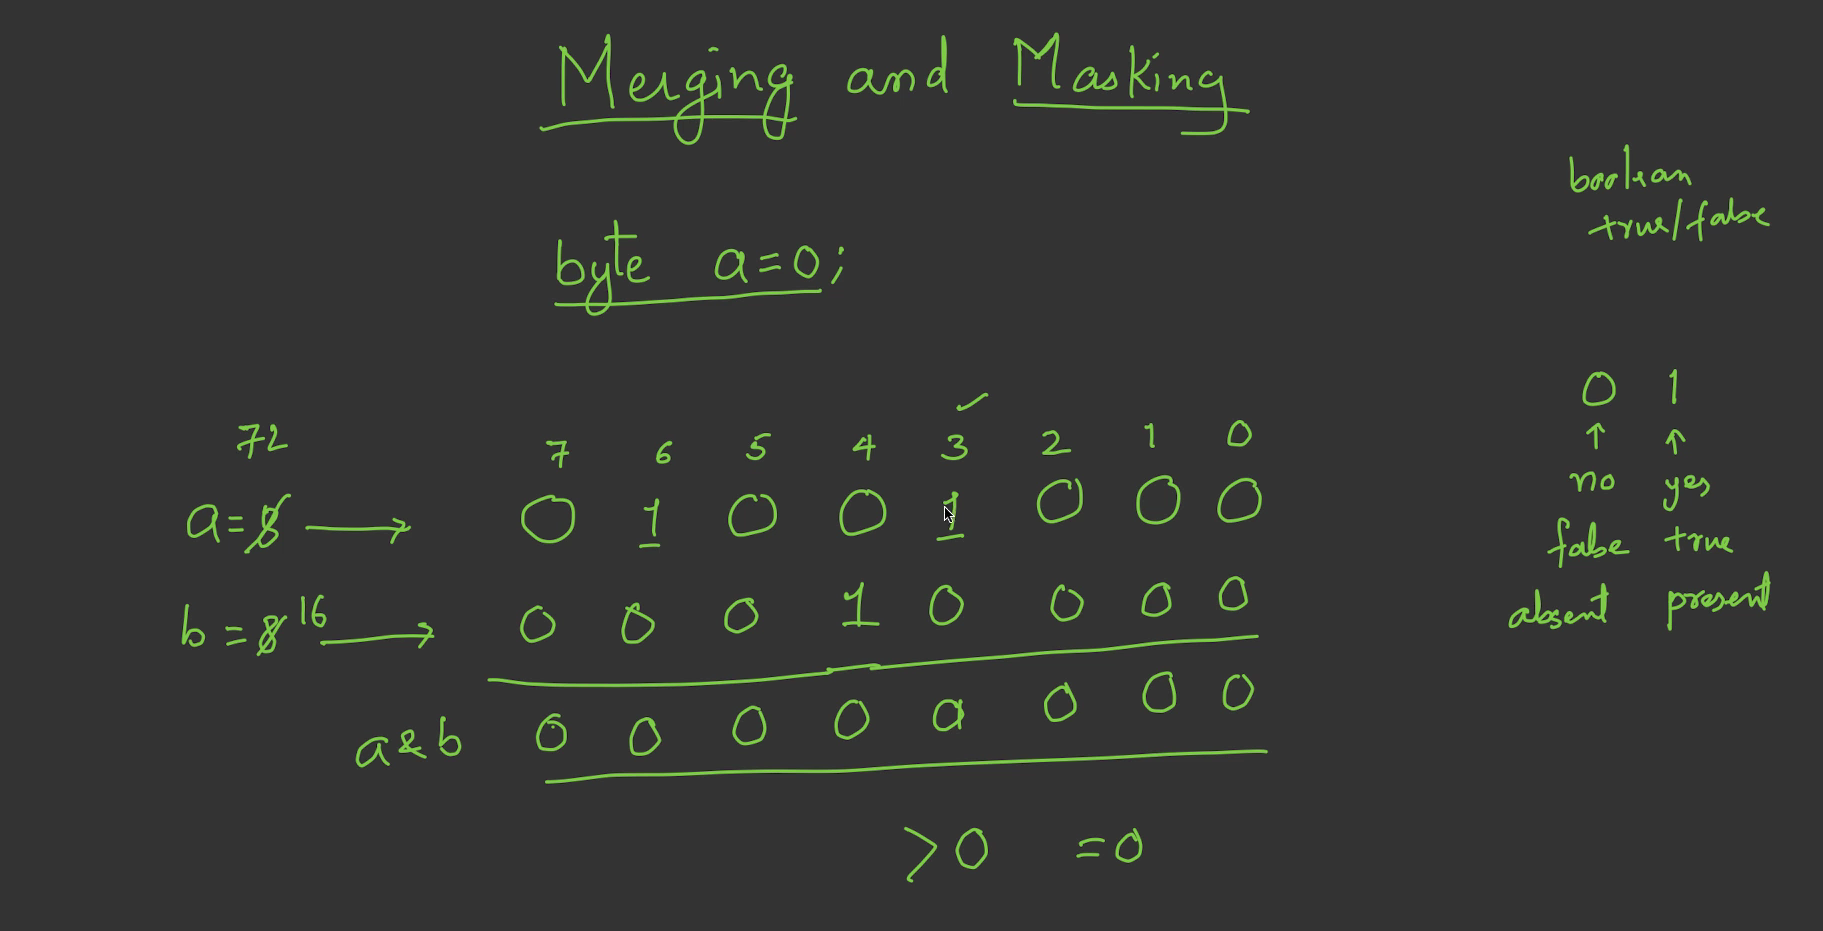 Merging and Masking
boolean
true/false
byte a=0;
0 1
72
7 6 5 4 3 2 1 0
no yes
a=8 → 0 1 0 0 1 0 0 0
false true
b=8 16 → 0 0 0 1 0 0 0 0
absent present
a&b 0 0 0 0 0 0 0 0
>0 =0